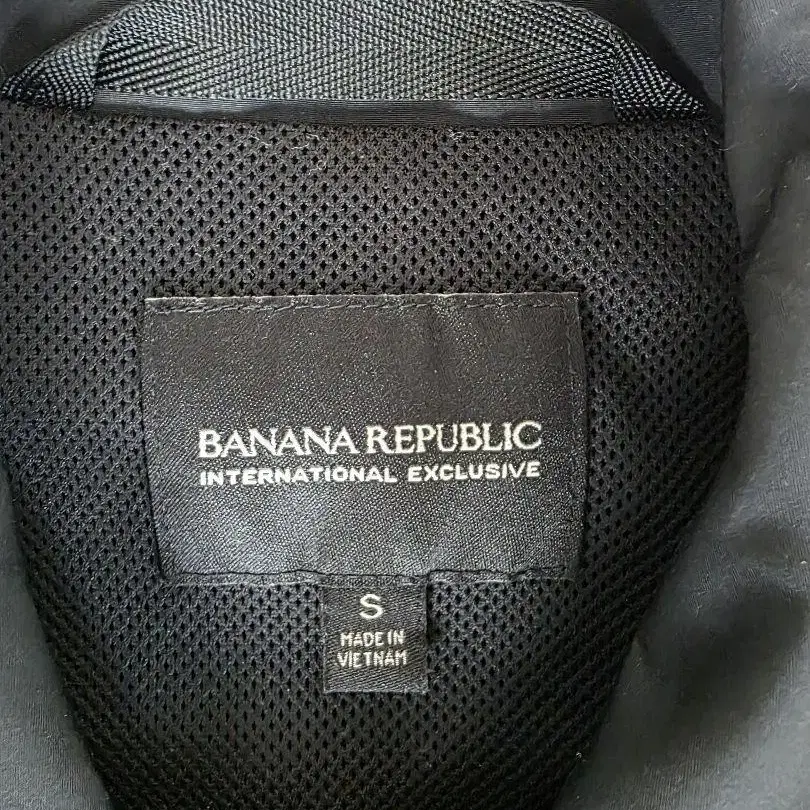 BANANA REPUBLIC
INTERNATIONAL EXCLUSIVE
S
MADE IN
VIETNAM